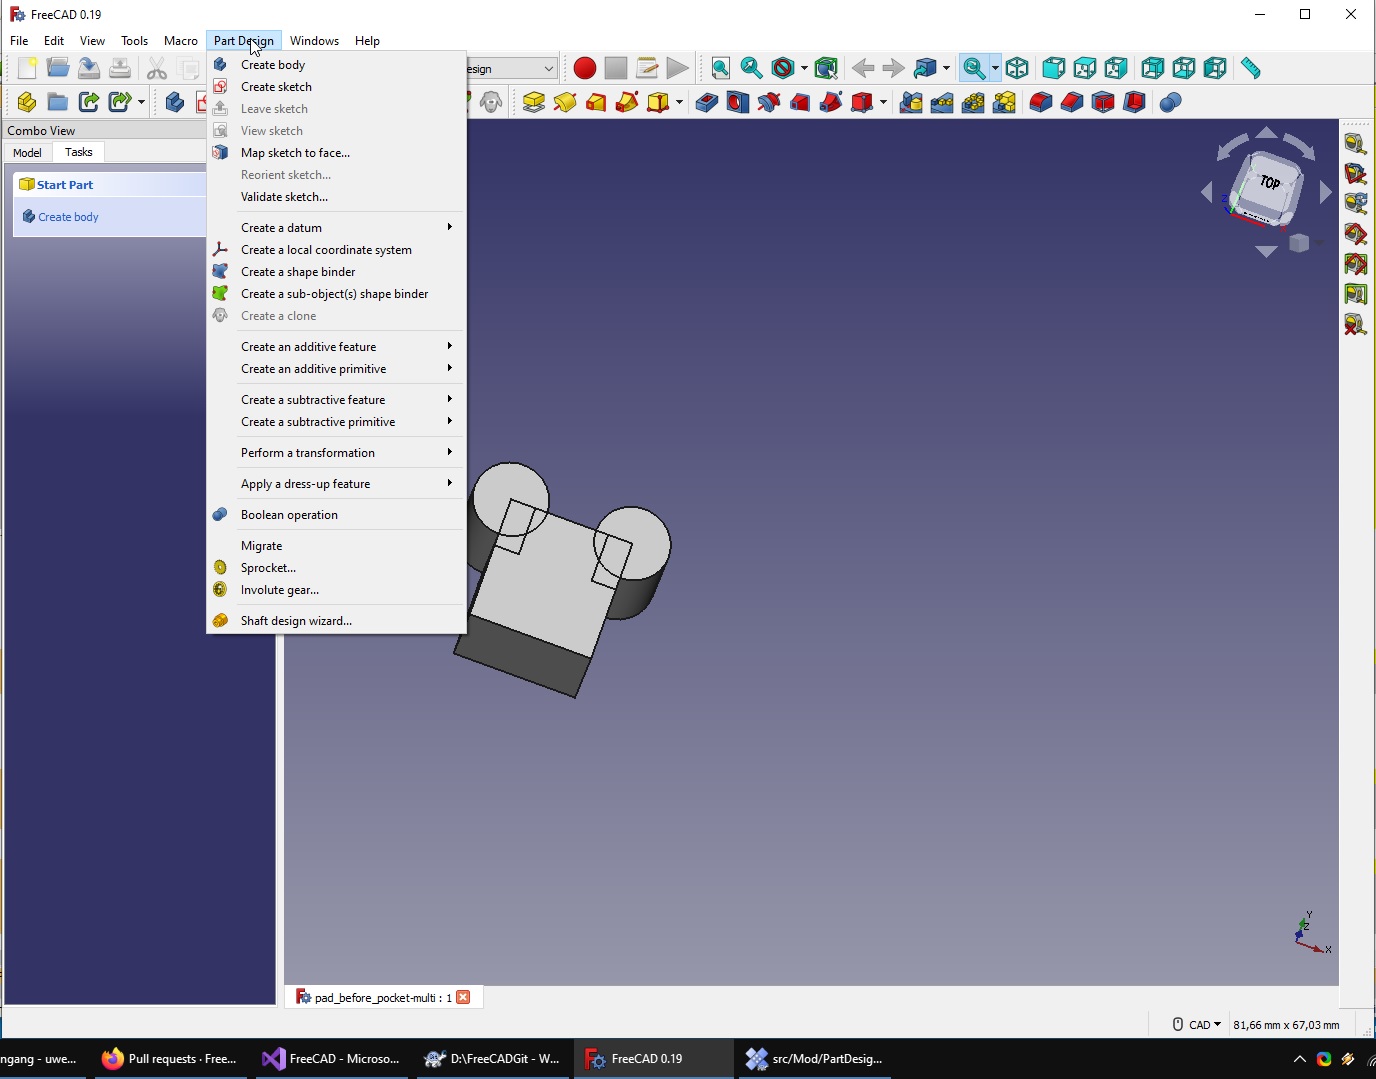 FreeCAD 0.19
File Edit View Tools Macro Part Design Windows Help
Create body
Create sketch
Leave sketch
View sketch
Map sketch to face...
Reorient sketch...
Validate sketch...
Create a datum
Create a local coordinate system
Create a shape binder
Create a sub-object(s) shape binder
Create a clone
Create an additive feature
Create an additive primitive
Create a subtractive feature
Create a subtractive primitive
Perform a transformation
Apply a dress-up feature
Boolean operation
Migrate
Sprocket...
Involute gear...
Shaft design wizard...
esign
Combo View
Model Tasks
Start Part
Create body
TOP
Z
Y
Z
X
pad_before_pocket-multi : 1
CAD 81,66 mm x 67,03 mm
ngang - uwe... Pull requests · Free... FreeCAD - Microso... D:\FreeCADGit - W... FreeCAD 0.19 src/Mod/PartDesig...